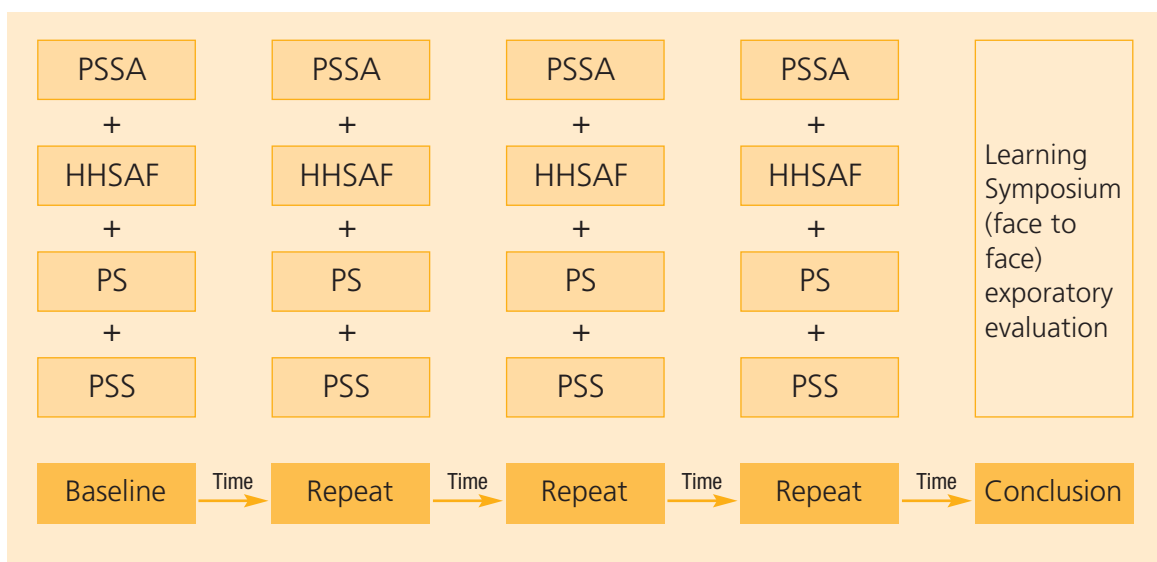 PSSA PSSA PSSA PSSA
+ + + +
HHSAF HHSAF HHSAF HHSAF
+ + + +
PS PS PS PS
+ + + +
PSS PSS PSS PSS
Learning
Symposium
(face to
face)
exporatory
evaluation
Baseline Time Repeat Time Repeat Time Repeat Time Conclusion